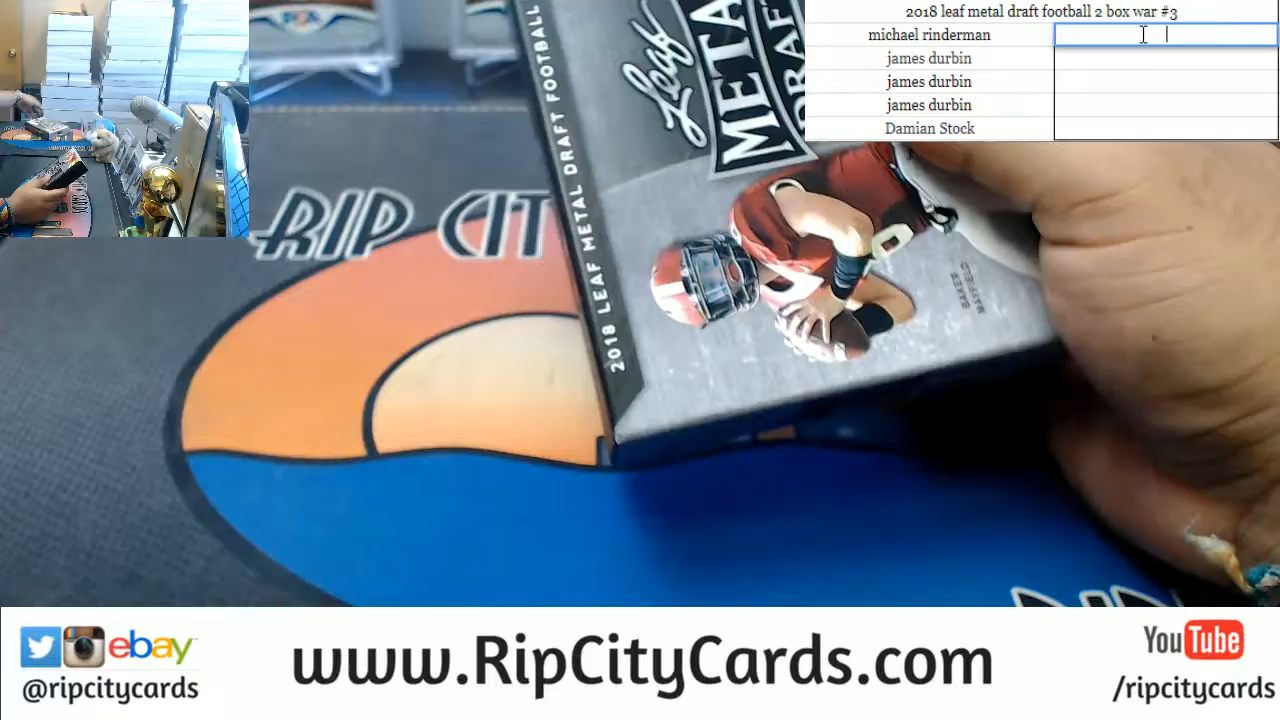 2018 leaf metal draft football 2 box war #3
michael rinderman
james durbin
james durbin
james durbin
Damian Stock
2018 LEAF METAL DRAFT FOOTBALL
Leaf
METAL
DRAFT
BAKER
MAYFIELD
RIP CIT
ebay
@ripcitycards
www.RipCityCards.com
YouTube
/ripcitycards